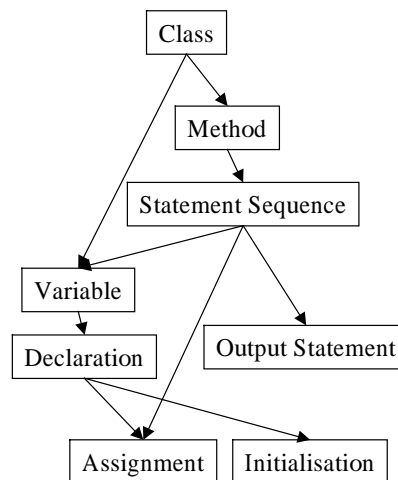 Class
Method
Statement Sequence
Variable
Output Statement
Declaration
Assignment
Initialisation